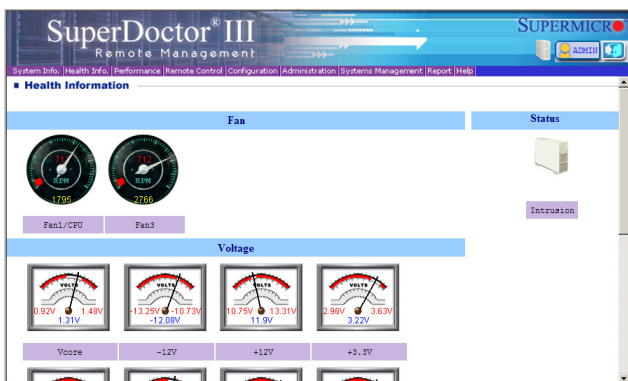 SuperDoctor® III
Remote Management
SUPERMICRO
ADMIN
System Info. Health Info. Performance Remote Control Configuration Administration Systems Management Report Help
Health Information
Fan
Status
712
RPM
1795
712
RPM
2766
Fan1/CPU
Fan3
Intrusion
Voltage
VOLTS
0.92V 1.48V
1.31V
VOLTS
-13.25V -10.73V
-12.08V
VOLTS
10.75V 13.31V
11.9V
VOLTS
2.96V 3.63V
3.22V
Vcore
-12V
+12V
+3.3V